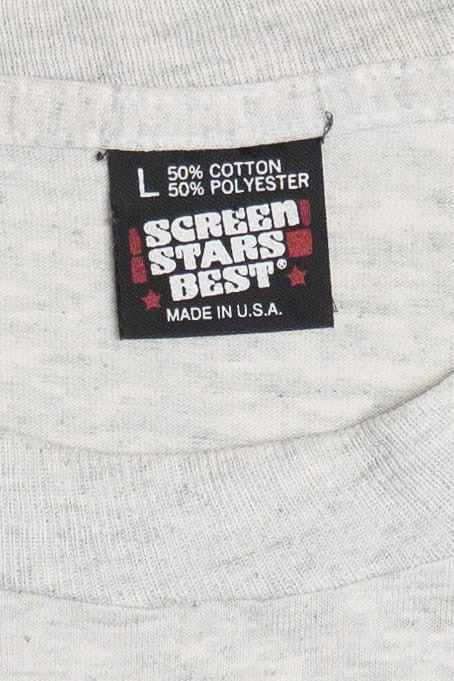 L 50% COTTON
50% POLYESTER
SCREEN
STARS
BEST®
MADE IN U.S.A.